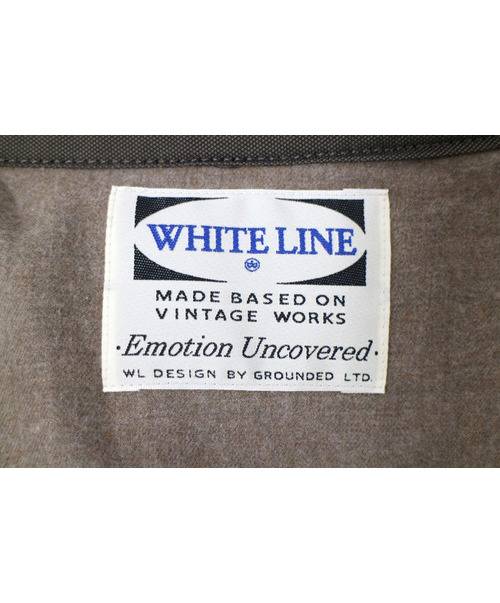 WHITE LINE
MADE BASED ON
VINTAGE WORKS
·Emotion Uncovered·
WL DESIGN BY GROUNDED LTD.